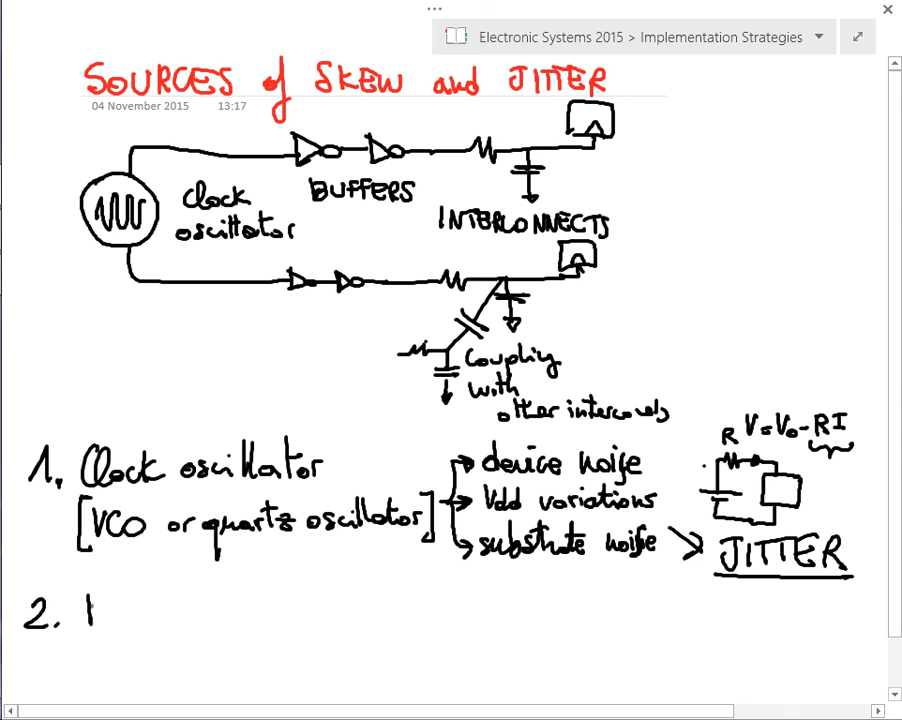 Electronic Systems 2015 > Implementation Strategies
SOURCES of SKEW and JITTER
04 November 2015 13:17
Clock
oscillator
BUFFERS
INTERCONNECTS
Coupling
with
other
1. Clock oscillator
[VCO or quartz oscillator]
device noise
Vdd variations
substrate noise
R V=V0-RI
JITTER
2.